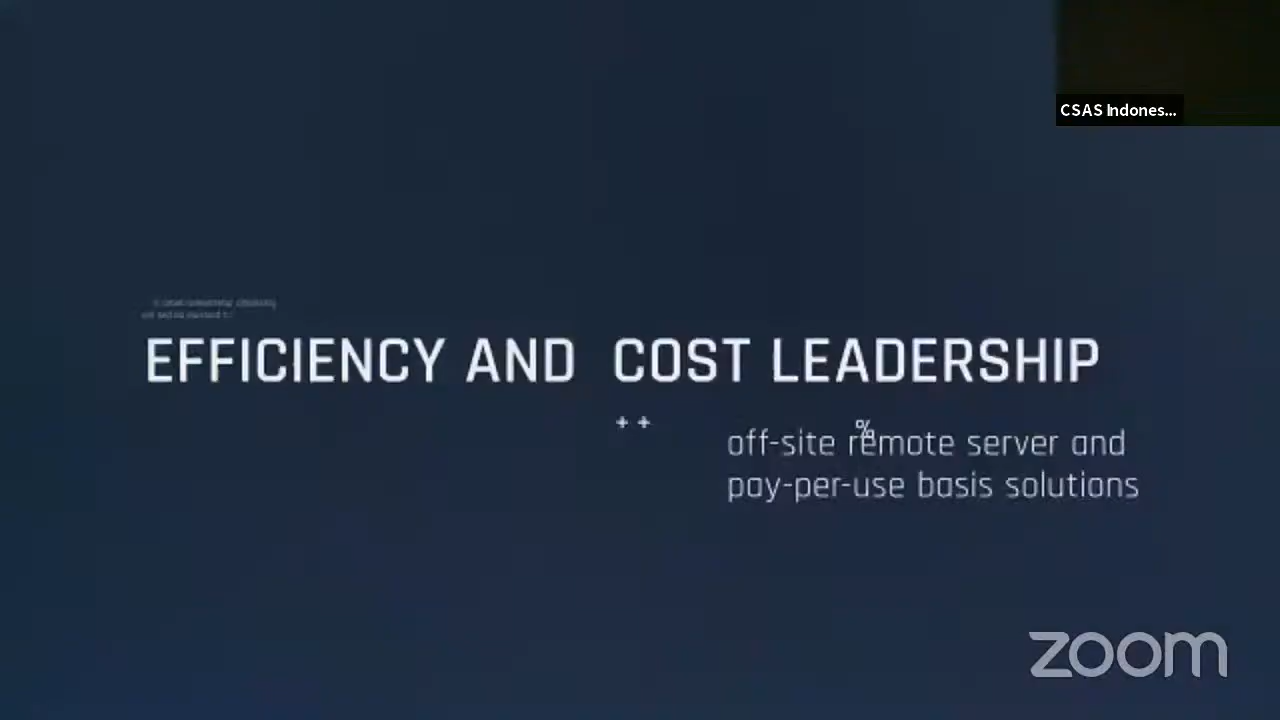 CSAS Indones...
EFFICIENCY AND COST LEADERSHIP
++
%
off-site remote server and
pay-per-use basis solutions
zoom